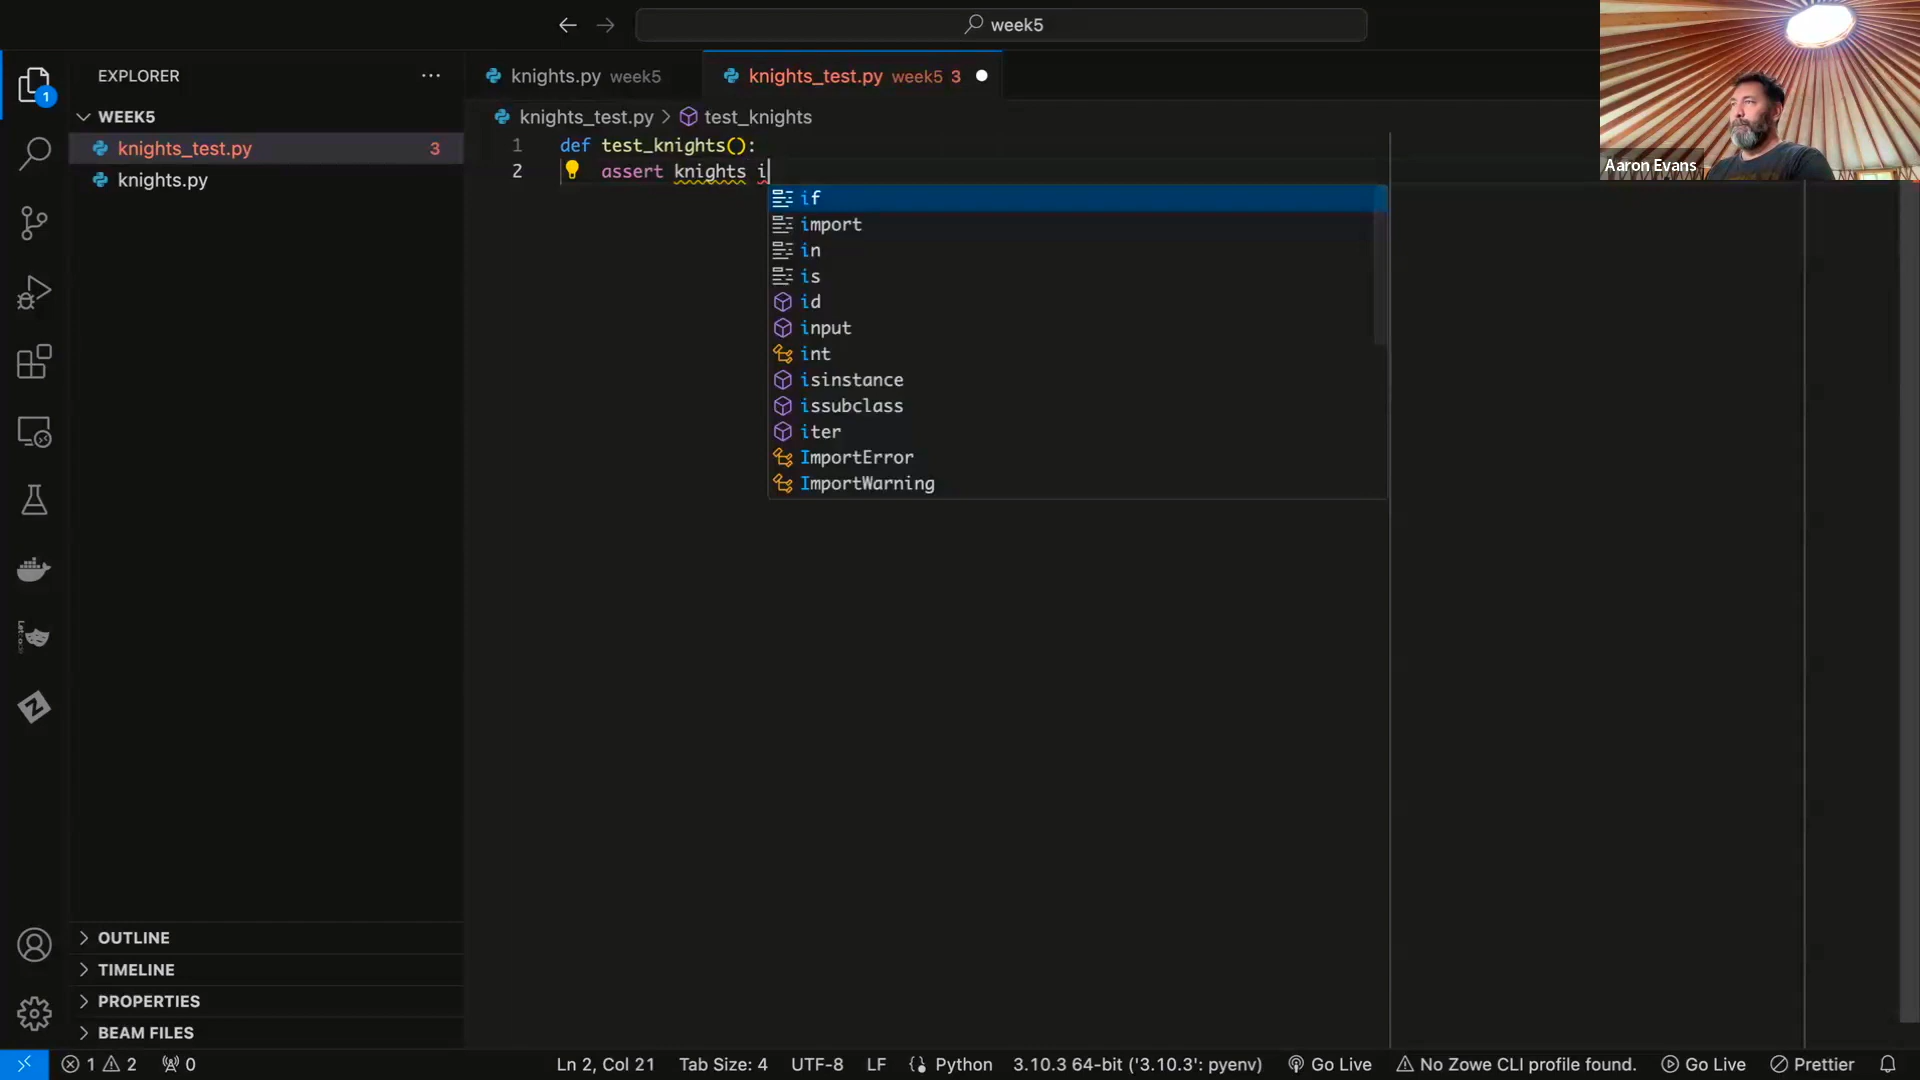 week5
Aaron Evans
EXPLORER
WEEK5
knights_test.py 3
knights.py
OUTLINE
TIMELINE
PROPERTIES
BEAM FILES
1
knights.py week5
knights_test.py week5 3
knights_test.py > test_knights
1 def test_knights():
2 assert knights i
if
import
in
is
id
input
int
isinstance
issubclass
iter
ImportError
ImportWarning
1 2 0 Ln 2, Col 21 Tab Size: 4 UTF-8 LF Python 3.10.3 64-bit ('3.10.3': pyenv) Go Live No Zowe CLI profile found. Go Live Prettier